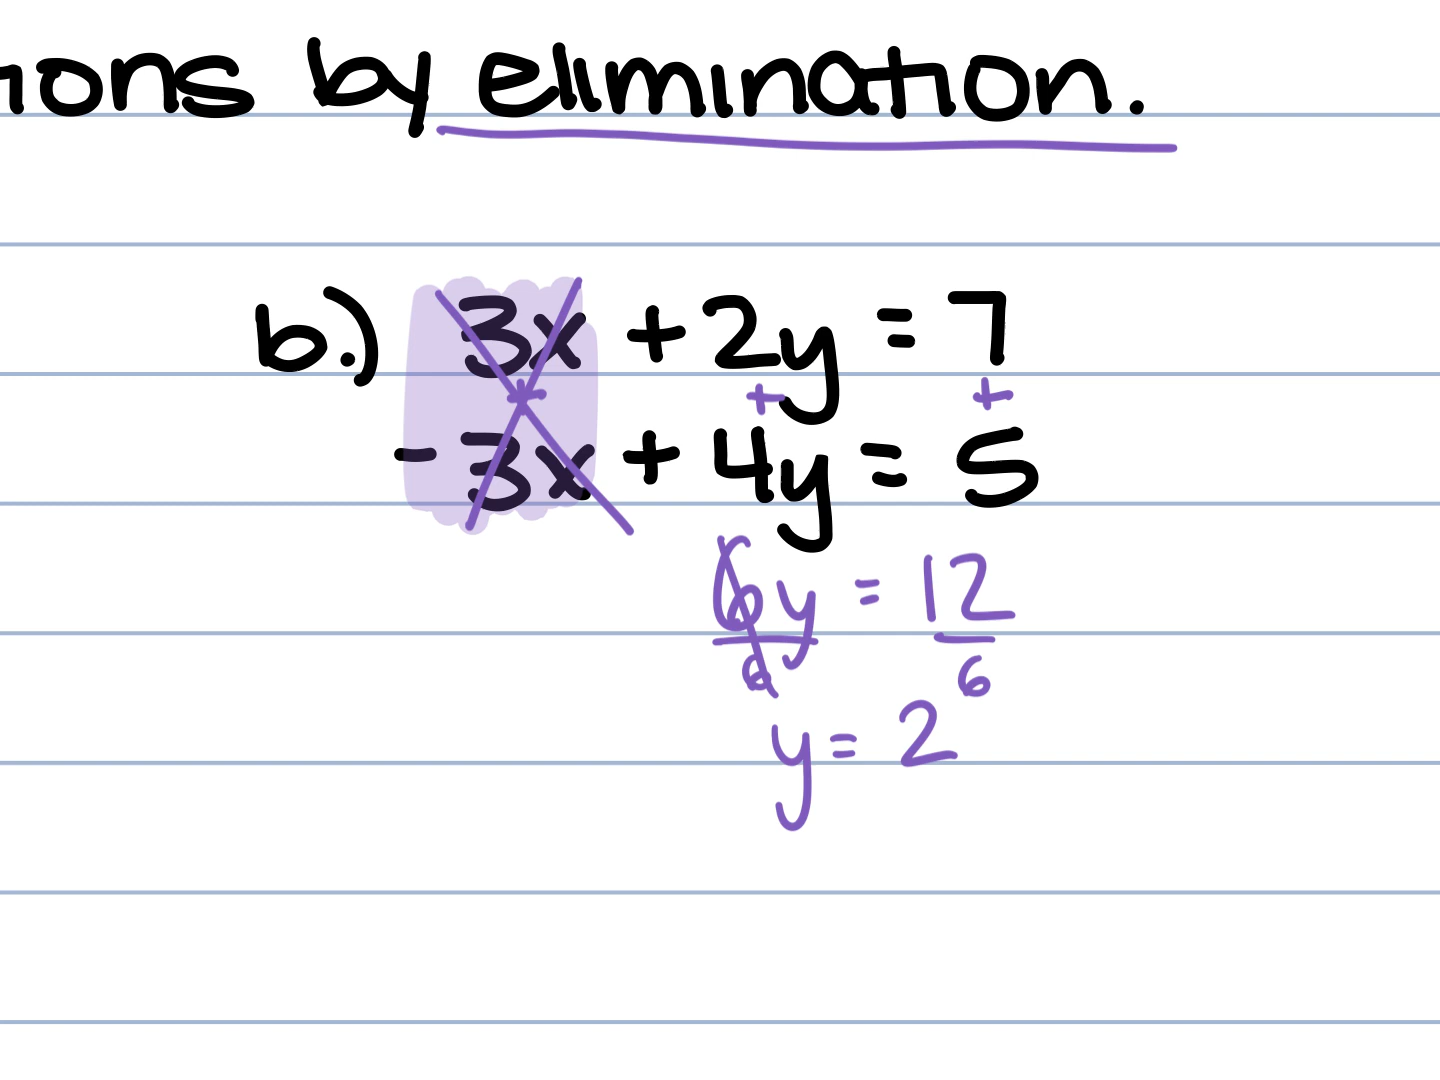 ions by elimination.
b.) 3x + 2y = 7
+ + +
- 3x + 4y = 5
6y = 12
6 6
y = 2